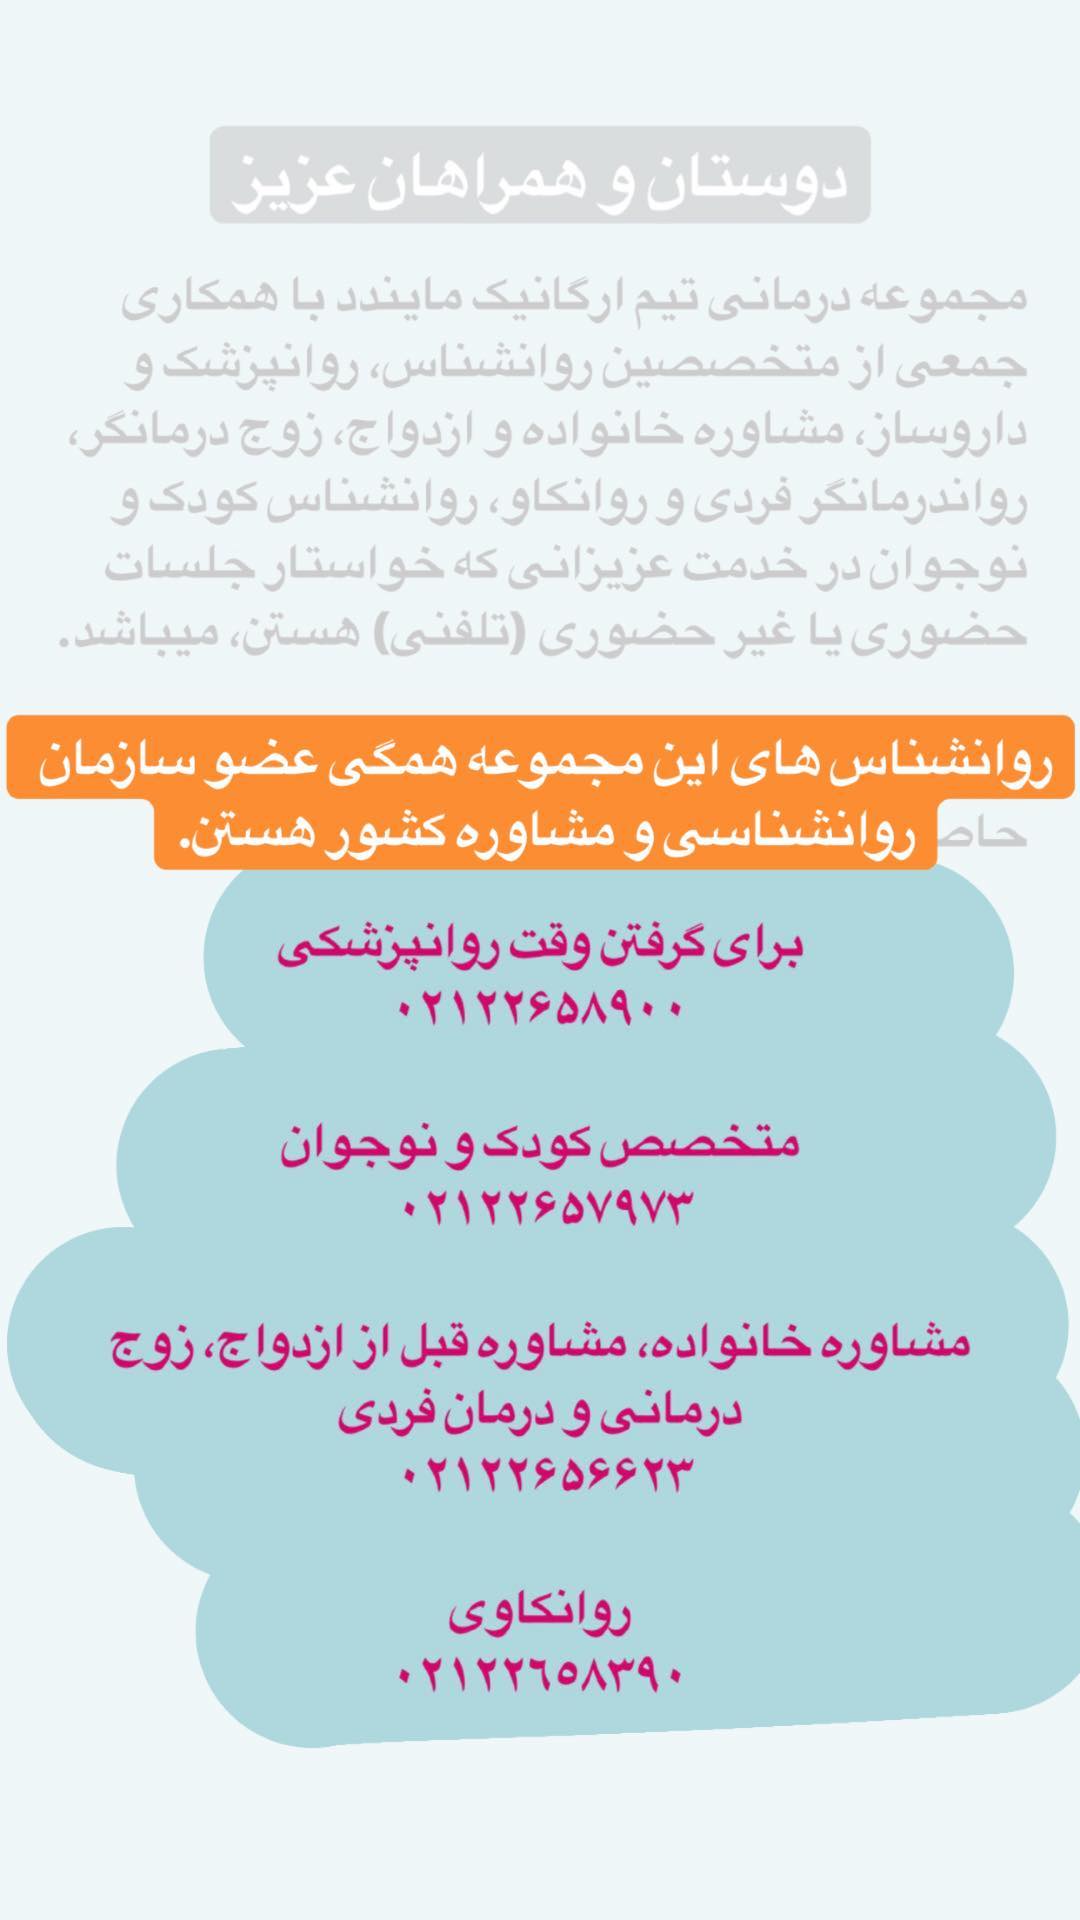 دوستان و همراهان عزیز
مجموعه درمانی تیم ارگانیک مایندد با همکاری
جمعی از متخصصین روانشناس، روانپزشک و
داروساز، مشاوره خانواده و ازدواج، زوج درمانگر،
رواندرمانگر فردی و روانکاو، روانشناس کودک و
نوجوان در خدمت عزیزانی که خواستار جلسات
حضوری یا غیر حضوری (تلفنی) هستن، میباشد.
روانشناس های این مجموعه همگی عضو سازمان
روانشناسی و مشاوره کشور هستن.
برای گرفتن وقت روانپزشکی
۰۲۱۲۲۶۵۸۹۰۰
متخصص کودک و نوجوان
۰۲۱۲۲۶۵۷۹۷۳
مشاوره خانواده، مشاوره قبل از ازدواج، زوج
درمانی و درمان فردی
۰۲۱۲۲۶۵۶۶۲۳
روانکاوی
۰۲۱۲۲٦٥٨٣٩٠